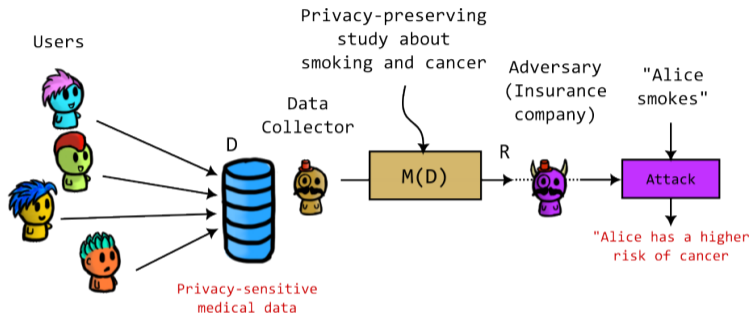 Users
Privacy-preserving
study about
smoking and cancer
Data
Collector
Adversary
(Insurance
company)
"Alice
smokes"
D
M(D)
R
Attack
Privacy-sensitive
medical data
"Alice has a higher
risk of cancer